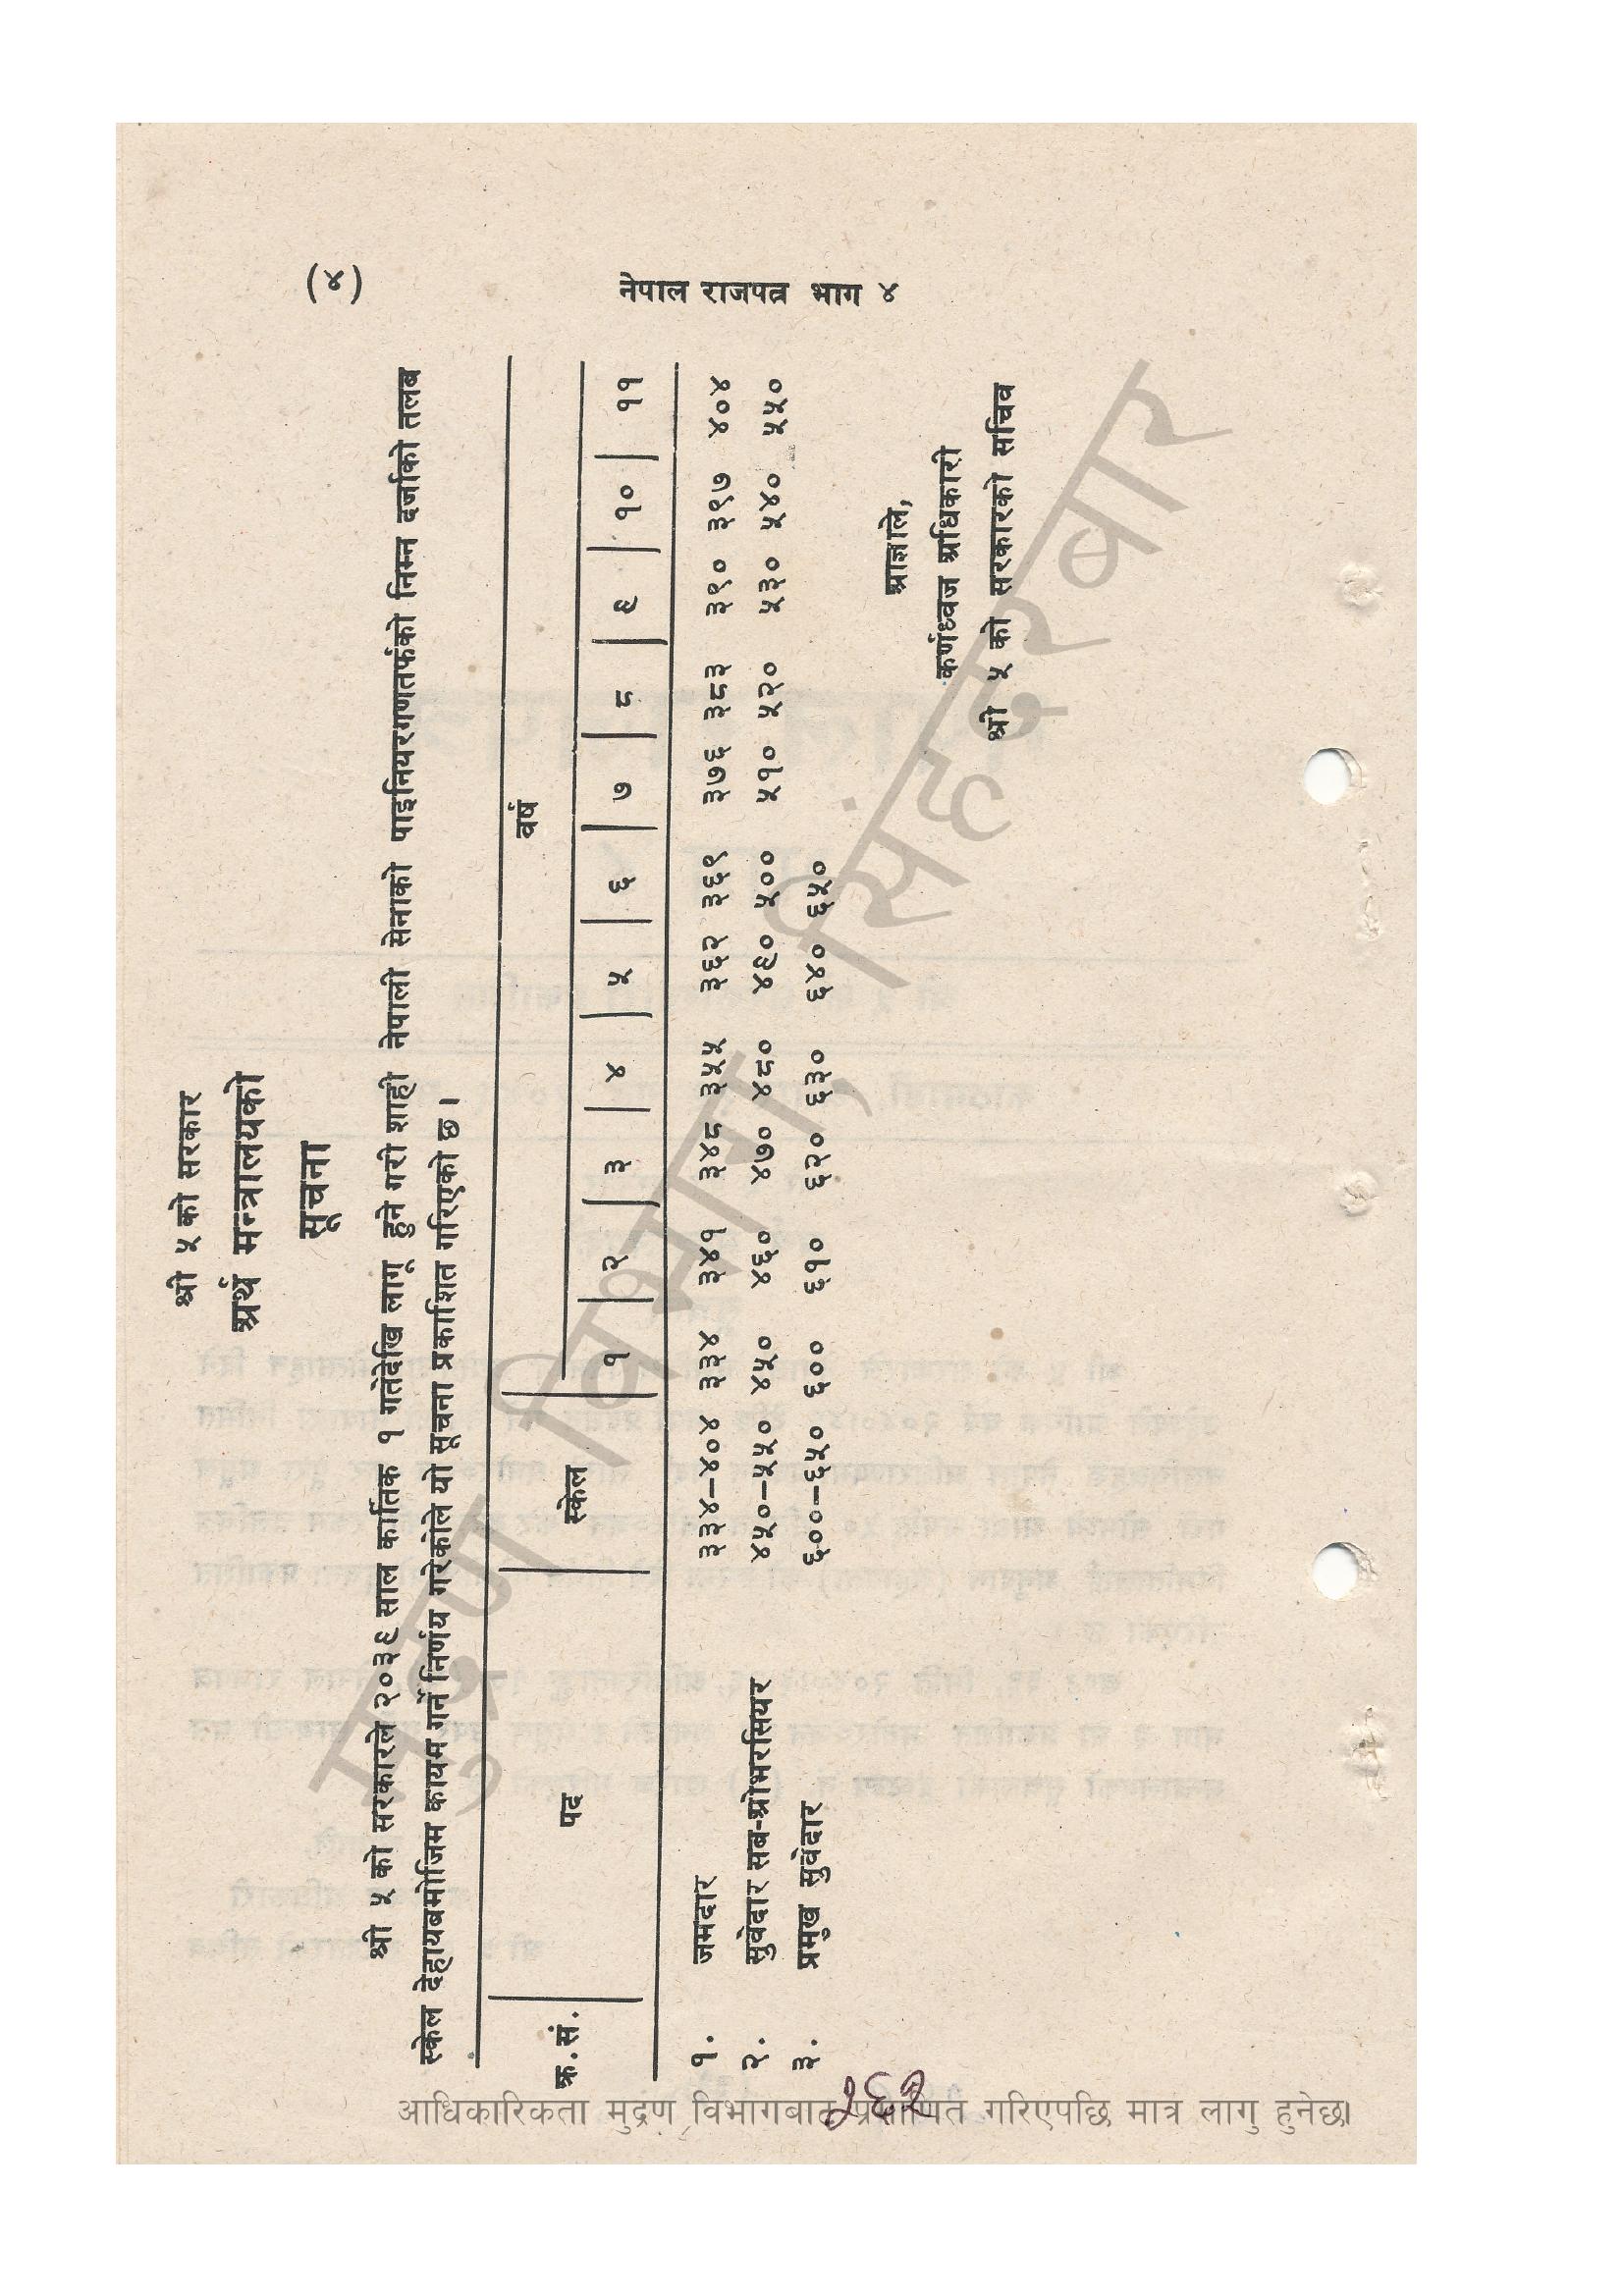 (४)
नेपाल राजपत्र भाग ४
श्री ५ को सरकार
अर्थ मन्त्रालयको
सूचना
श्री ५ को सरकारले २०३९ साल कार्तिक १ गतेदेखि लागू हुने गरी शाही नेपाली सेनाको पाइनियरगणतर्फको निम्न दर्जाको तलब
स्केल देहायबमोजिम कायम गर्ने निर्णय गरेकोले यो सूचना प्रकाशित गरिएको छ।
क्र.सं. पद स्केल वर्ष
१ २ ३ ४ ५ ६ ७ ८ ९ १० ११
१. जमदार ३३४–४०४ ३३४ ३४१ ३४८ ३५५ ३६२ ३६९ ३७६ ३८३ ३९० ३९७ ४०४
२. सुवेदार सब-ओभरसियर ४५०–५५० ४५० ४६० ४७० ४८० ४९० ५०० ५१० ५२० ५३० ५४० ५५०
३. प्रमुख सुवेदार ६००–६५० ६०० ६१० ६२० ६३० ६४० ६५०
आज्ञाले,
कर्णध्वज अधिकारी
श्री ५ को सरकारको सचिव
मुद्रण विभाग, सिंहदरबार
२६२
आधिकारिकता मुद्रण विभागबाट प्रमाणित गरिएपछि मात्र लागु हुनेछ।